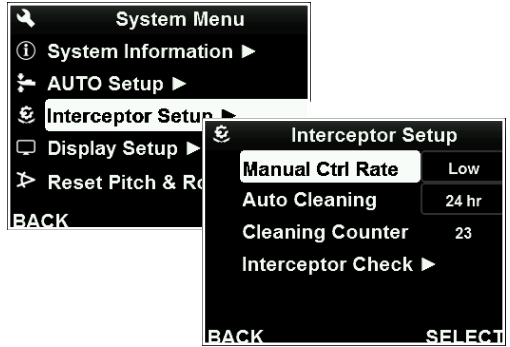 System Menu
System Information ►
AUTO Setup ►
Interceptor Setup ►
Display Setup ►
Reset Pitch &
BACK
Interceptor Setup
Manual Ctrl Rate Low
Auto Cleaning 24 hr
Cleaning Counter 23
Interceptor Check ►
BACK SELECT